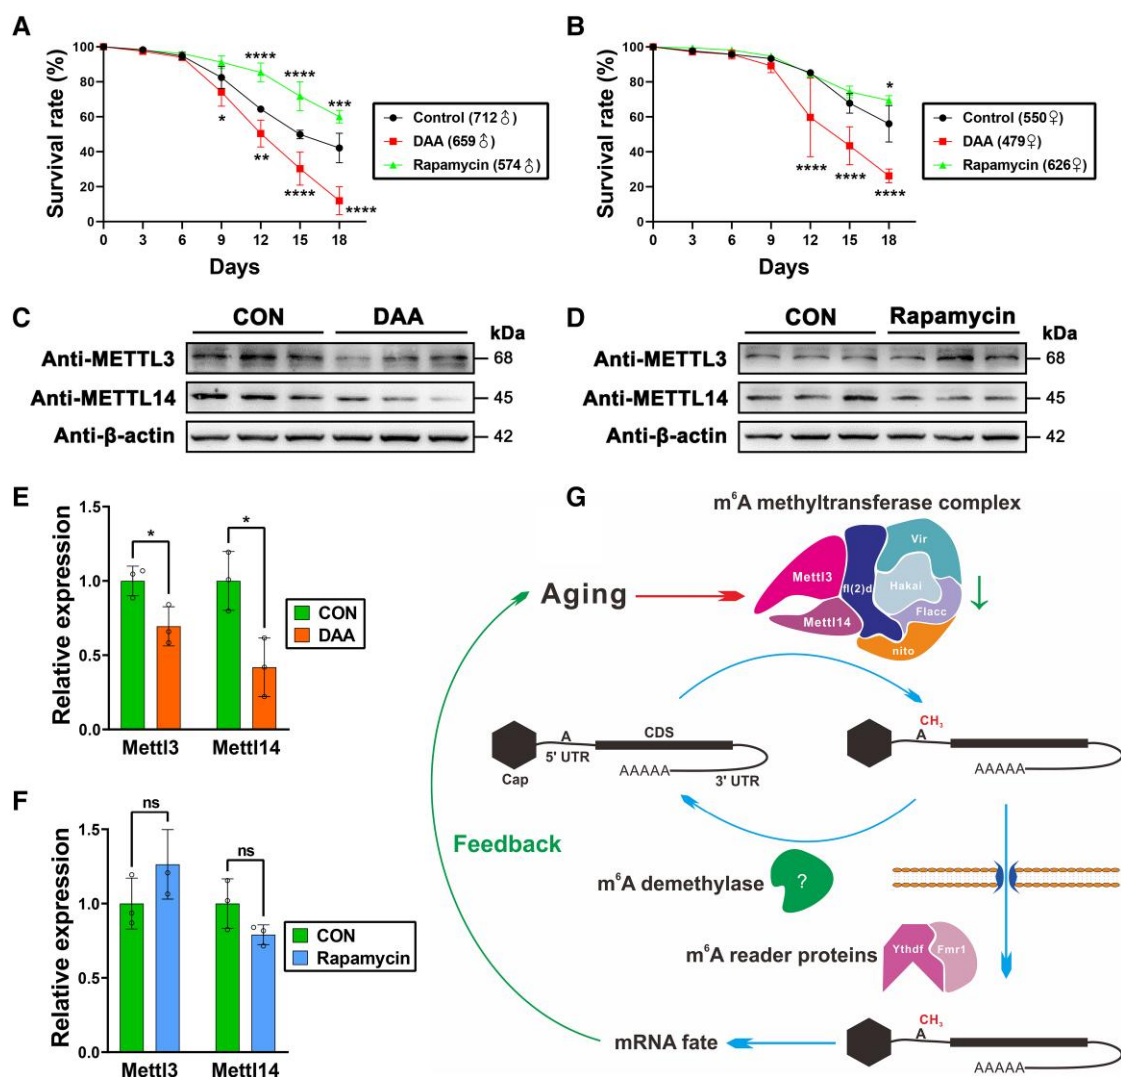 A
Survival rate (%)
100
80
60
40
20
0
0 3 6 9 12 15 18
Days
****
****
***
*
**
****
****
Control (712♂)
DAA (659♂)
Rapamycin (574♂)
B
Survival rate (%)
100
80
60
40
20
0
0 3 6 9 12 15 18
Days
*
****
****
****
Control (550♀)
DAA (479♀)
Rapamycin (626♀)
C
CON DAA kDa
Anti-METTL3 68
Anti-METTL14 45
Anti-β-actin 42
D
CON Rapamycin kDa
Anti-METTL3 68
Anti-METTL14 45
Anti-β-actin 42
E
Relative expression
1.5
1.0
0.5
0.0
* *
Mettl3 Mettl14
CON
DAA
F
Relative expression
1.5
1.0
0.5
0.0
ns ns
Mettl3 Mettl14
CON
Rapamycin
G
m⁶A methyltransferase complex
Mettl3
Mettl14
fl(2)d
Vir
Hakai
Flacc
nito
Aging
A
CDS
5' UTR
AAAAA
3' UTR
Cap
CH₃
A
AAAAA
Feedback
m⁶A demethylase
?
m⁶A reader proteins
Ythdf Fmr1
mRNA fate
CH₃
A
AAAAA